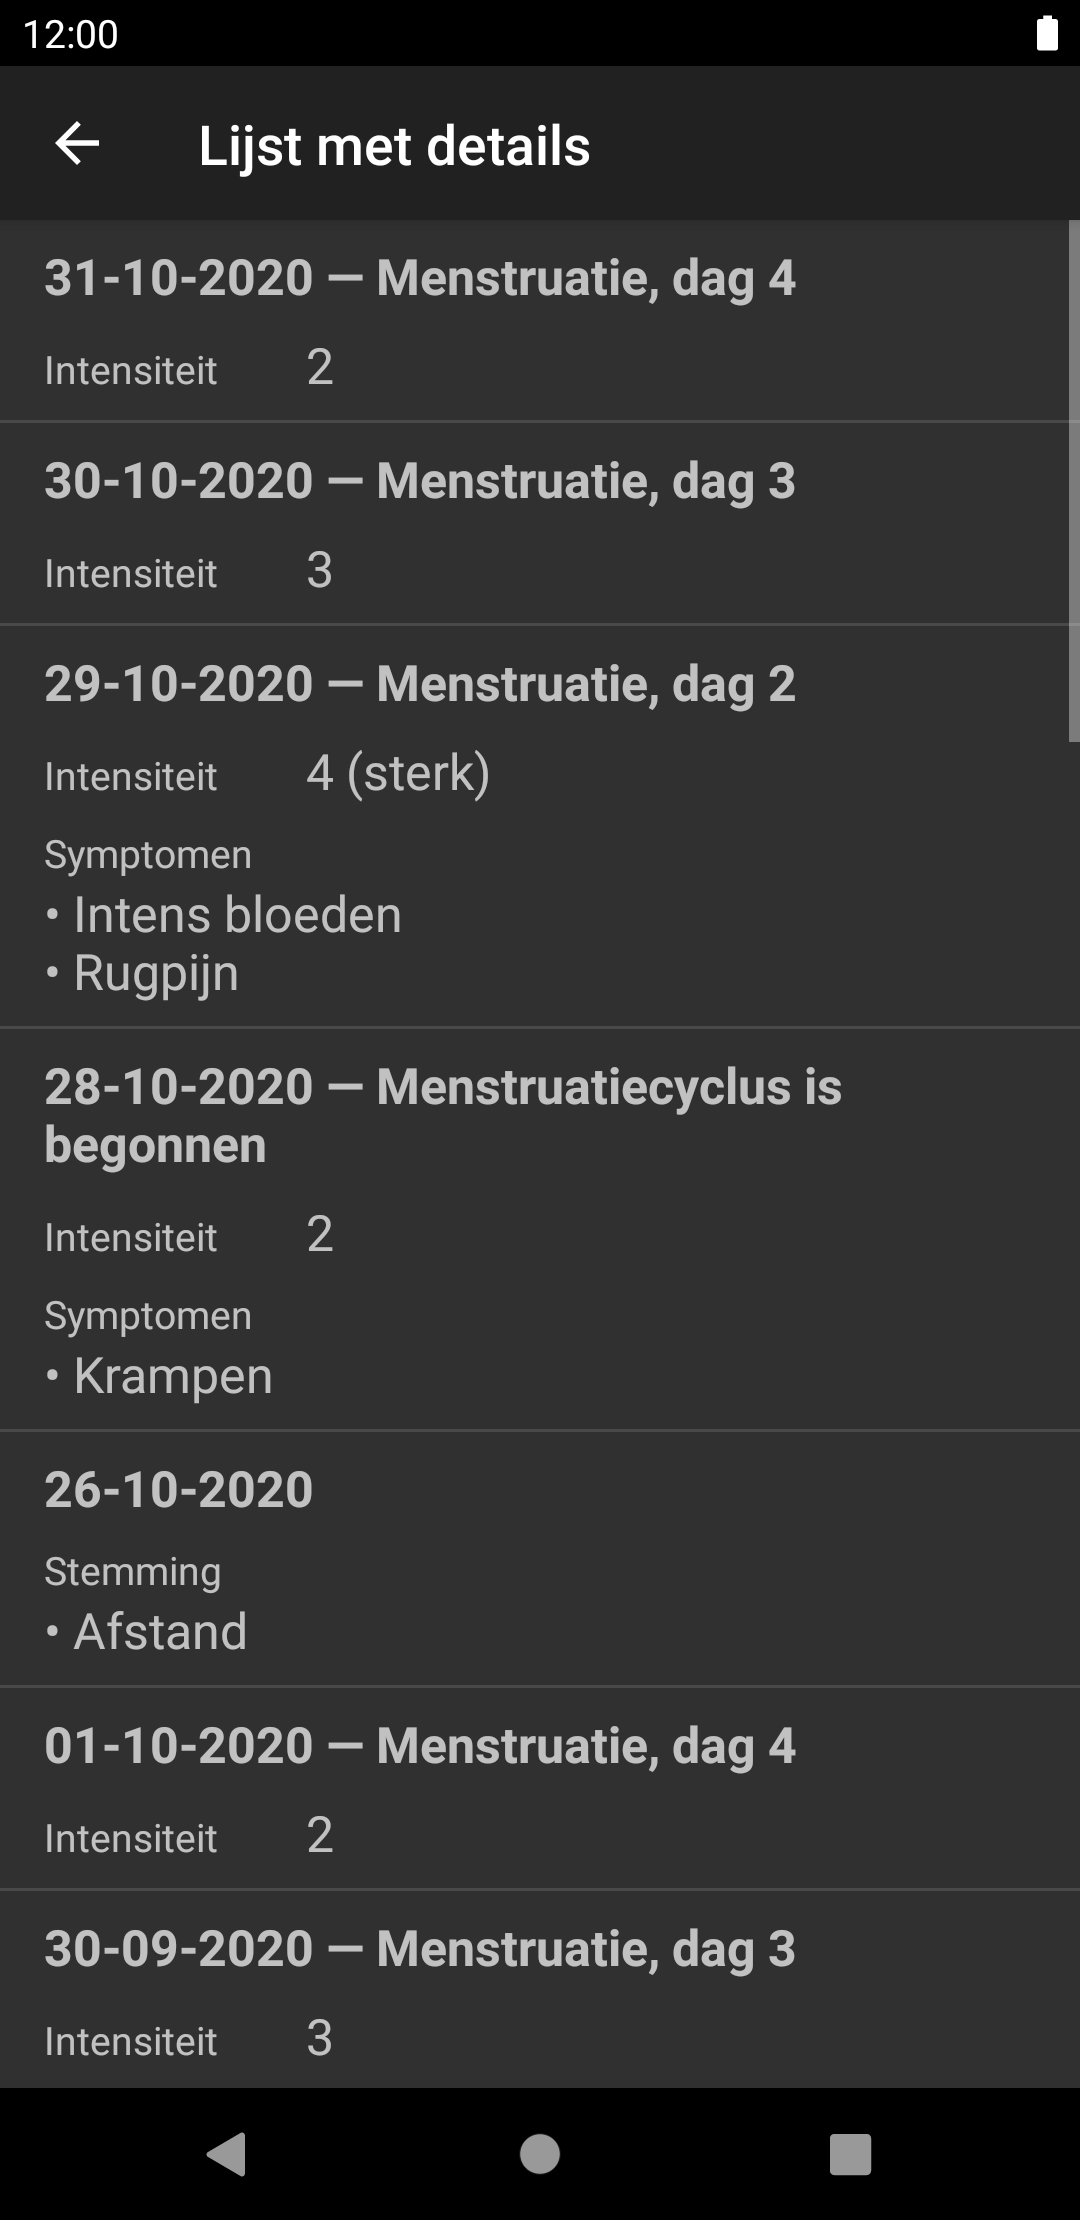 12:00
Lijst met details
31-10-2020 — Menstruatie, dag 4
Intensiteit 2
30-10-2020 — Menstruatie, dag 3
Intensiteit 3
29-10-2020 — Menstruatie, dag 2
Intensiteit 4 (sterk)
Symptomen
• Intens bloeden
• Rugpijn
28-10-2020 — Menstruatiecyclus is
begonnen
Intensiteit 2
Symptomen
• Krampen
26-10-2020
Stemming
• Afstand
01-10-2020 — Menstruatie, dag 4
Intensiteit 2
30-09-2020 — Menstruatie, dag 3
Intensiteit 3